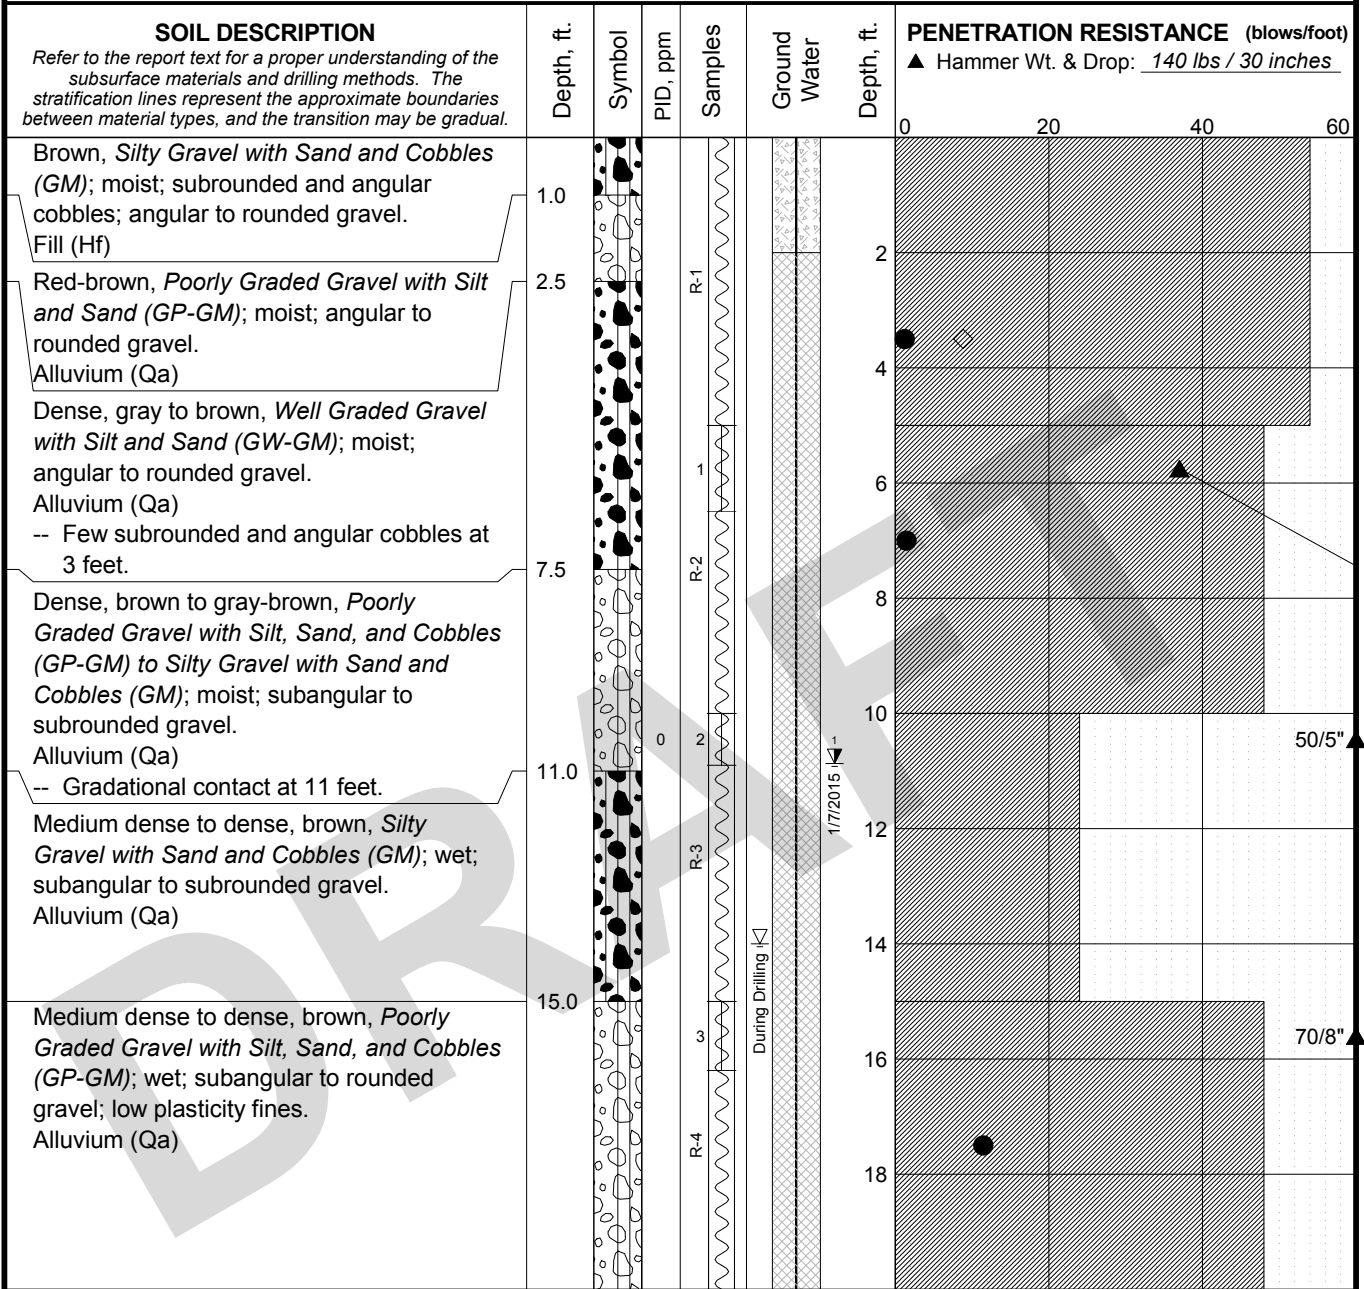 SOIL DESCRIPTION
Refer to the report text for a proper understanding of the
subsurface materials and drilling methods. The
stratification lines represent the approximate boundaries
between material types, and the transition may be gradual.
Depth, ft.
Symbol
PID, ppm
Samples
Ground
Water
Depth, ft.
PENETRATION RESISTANCE (blows/foot)
▲ Hammer Wt. & Drop: 140 lbs / 30 inches
0 20 40 60
Brown, Silty Gravel with Sand and Cobbles
(GM); moist; subrounded and angular
cobbles; angular to rounded gravel.
Fill (Hf)
1.0
Red-brown, Poorly Graded Gravel with Silt
and Sand (GP-GM); moist; angular to
rounded gravel.
Alluvium (Qa)
2.5
Dense, gray to brown, Well Graded Gravel
with Silt and Sand (GW-GM); moist;
angular to rounded gravel.
Alluvium (Qa)
-- Few subrounded and angular cobbles at
3 feet.
7.5
Dense, brown to gray-brown, Poorly
Graded Gravel with Silt, Sand, and Cobbles
(GP-GM) to Silty Gravel with Sand and
Cobbles (GM); moist; subangular to
subrounded gravel.
Alluvium (Qa)
-- Gradational contact at 11 feet.
11.0
Medium dense to dense, brown, Silty
Gravel with Sand and Cobbles (GM); wet;
subangular to subrounded gravel.
Alluvium (Qa)
15.0
Medium dense to dense, brown, Poorly
Graded Gravel with Silt, Sand, and Cobbles
(GP-GM); wet; subangular to rounded
gravel; low plasticity fines.
Alluvium (Qa)
0
R-1
1
R-2
2
R-3
3
R-4
During Drilling
1/7/2015
1
2
4
6
8
10
12
14
16
18
50/5"
70/8"
DRAFT